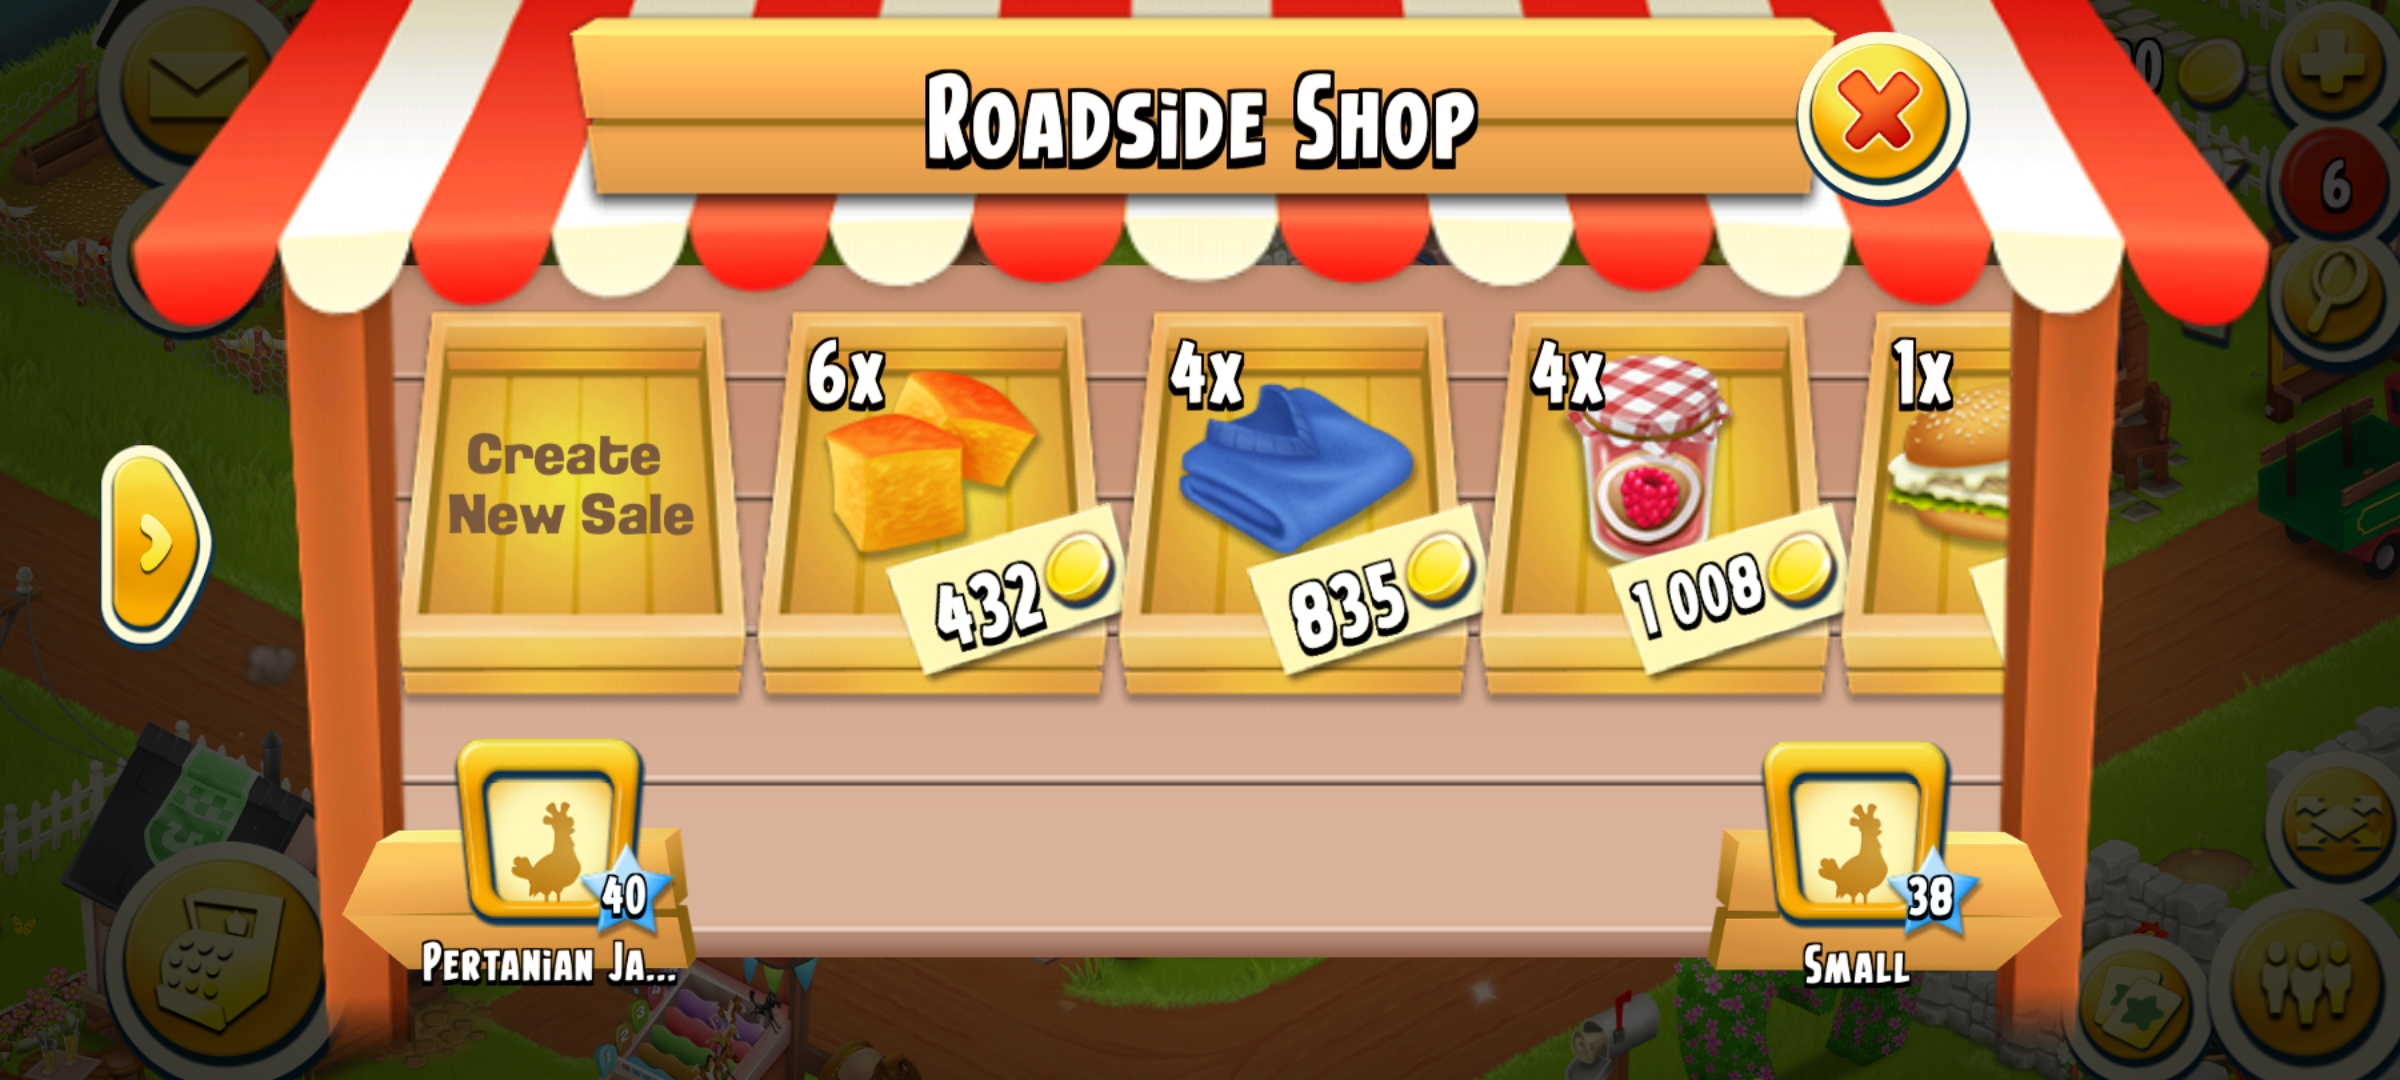 Roadside Shop
6
Create
New Sale
6x
432
4x
835
4x
1 008
1x
40
Pertanian Ja...
38
Small